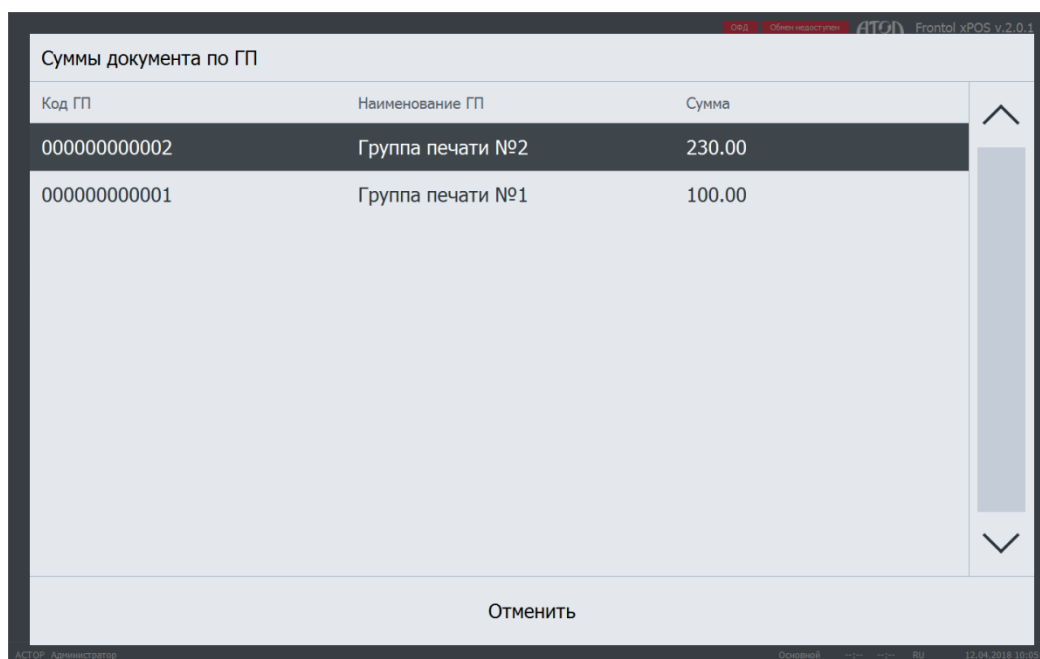 ОФД Обмен недоступен АТОЛ Frontol xPOS v.2.0.1
Суммы документа по ГП
Код ГП Наименование ГП Сумма
000000000002 Группа печати №2 230.00
000000000001 Группа печати №1 100.00
Отменить
АСТОР Администратор Основной --:-- --:-- RU 12.04.2018 10:05